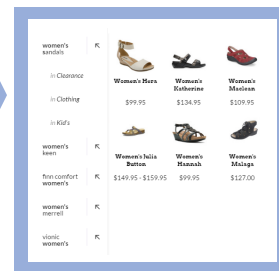 women's
sandals
in Clearance
in Clothing
in Kid's
women's
keen
finn comfort
women's
women's
merrell
vionic
women's
Women's Hera
$99.95
Women's
Katherine
$134.95
Women's
Maclean
$109.95
Women's Julia
Button
$149.95 - $159.95
Women's
Hannah
$99.95
Women's
Malaga
$127.00